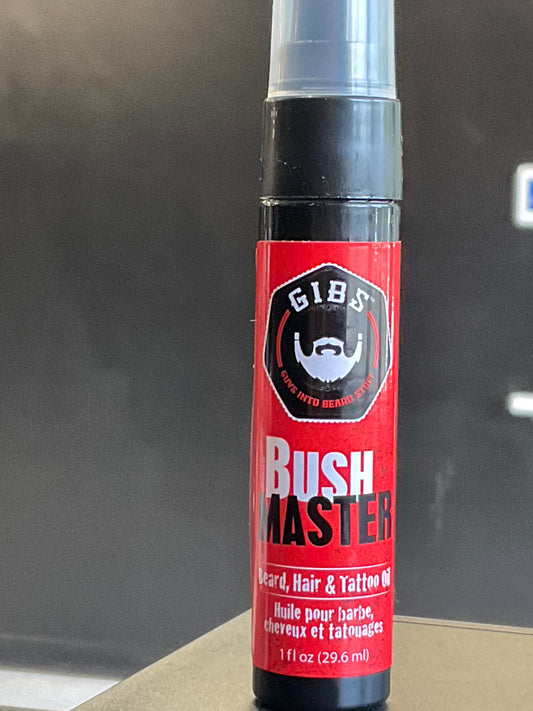 GIBS™
GUYS INTO BEARD STUFF
BUSH
MASTER
Beard, Hair & Tattoo Oil
Huile pour barbe,
cheveux et tatouages
1 fl oz (29.6 ml)